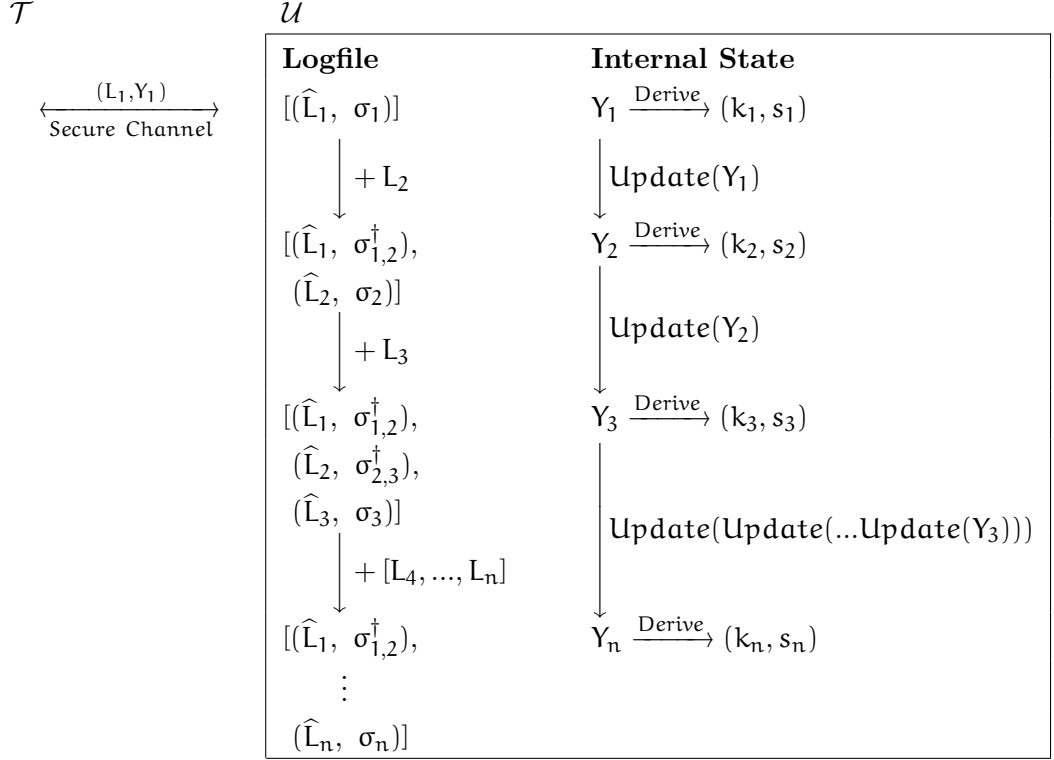 𝒯 𝒰
Logfile Internal State
(L₁,Y₁)
Secure Channel
[(L̂₁, σ₁)] Y₁ Derive (k₁, s₁)
+ L₂ Update(Y₁)
[(L̂₁, σ†₁,₂), Y₂ Derive (k₂, s₂)
(L̂₂, σ₂)]
+ L₃ Update(Y₂)
[(L̂₁, σ†₁,₂), Y₃ Derive (k₃, s₃)
(L̂₂, σ†₂,₃),
(L̂₃, σ₃)]
+ [L₄, ..., Lₙ] Update(Update(...Update(Y₃)))
[(L̂₁, σ†₁,₂), Yₙ Derive (kₙ, sₙ)
⋮
(L̂ₙ, σₙ)]